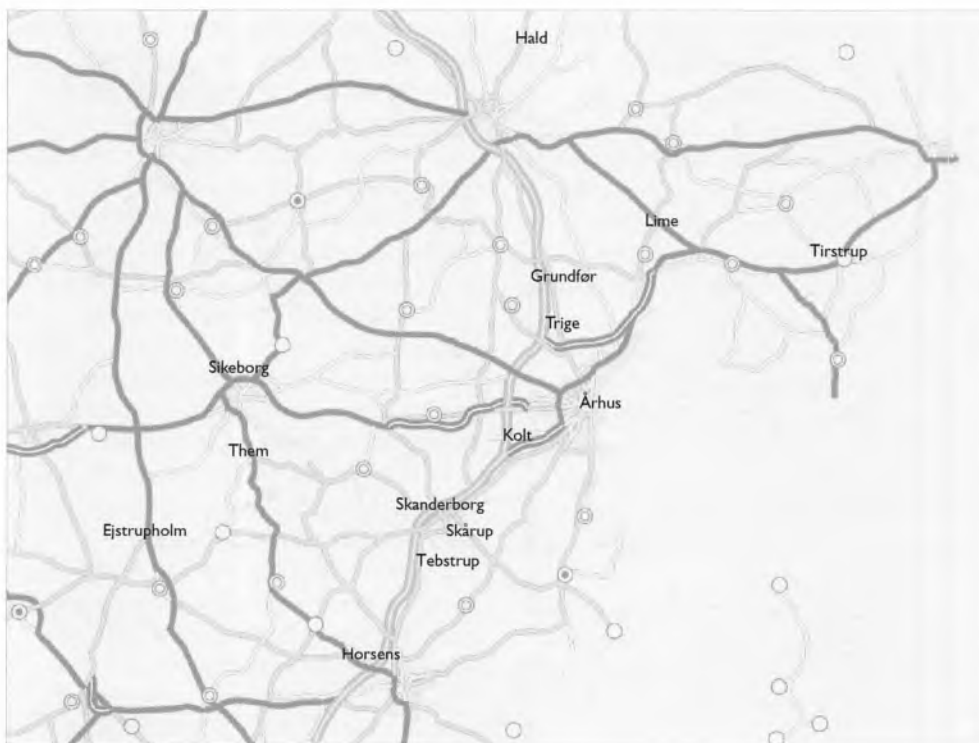 Hald
Lime
Tirstrup
Grundfør
Trige
Sikeborg
Århus
Kolt
Them
Skanderborg
Ejstrupholm
Skårup
Tebstrup
Horsens